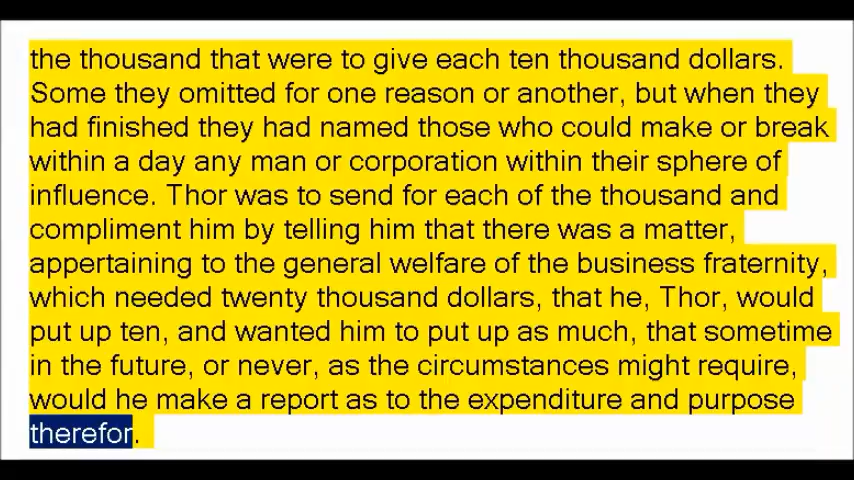 the thousand that were to give each ten thousand dollars.
Some they omitted for one reason or another, but when they
had finished they had named those who could make or break
within a day any man or corporation within their sphere of
influence. Thor was to send for each of the thousand and
compliment him by telling him that there was a matter,
appertaining to the general welfare of the business fraternity,
which needed twenty thousand dollars, that he, Thor, would
put up ten, and wanted him to put up as much, that sometime
in the future, or never, as the circumstances might require,
would he make a report as to the expenditure and purpose
therefor.